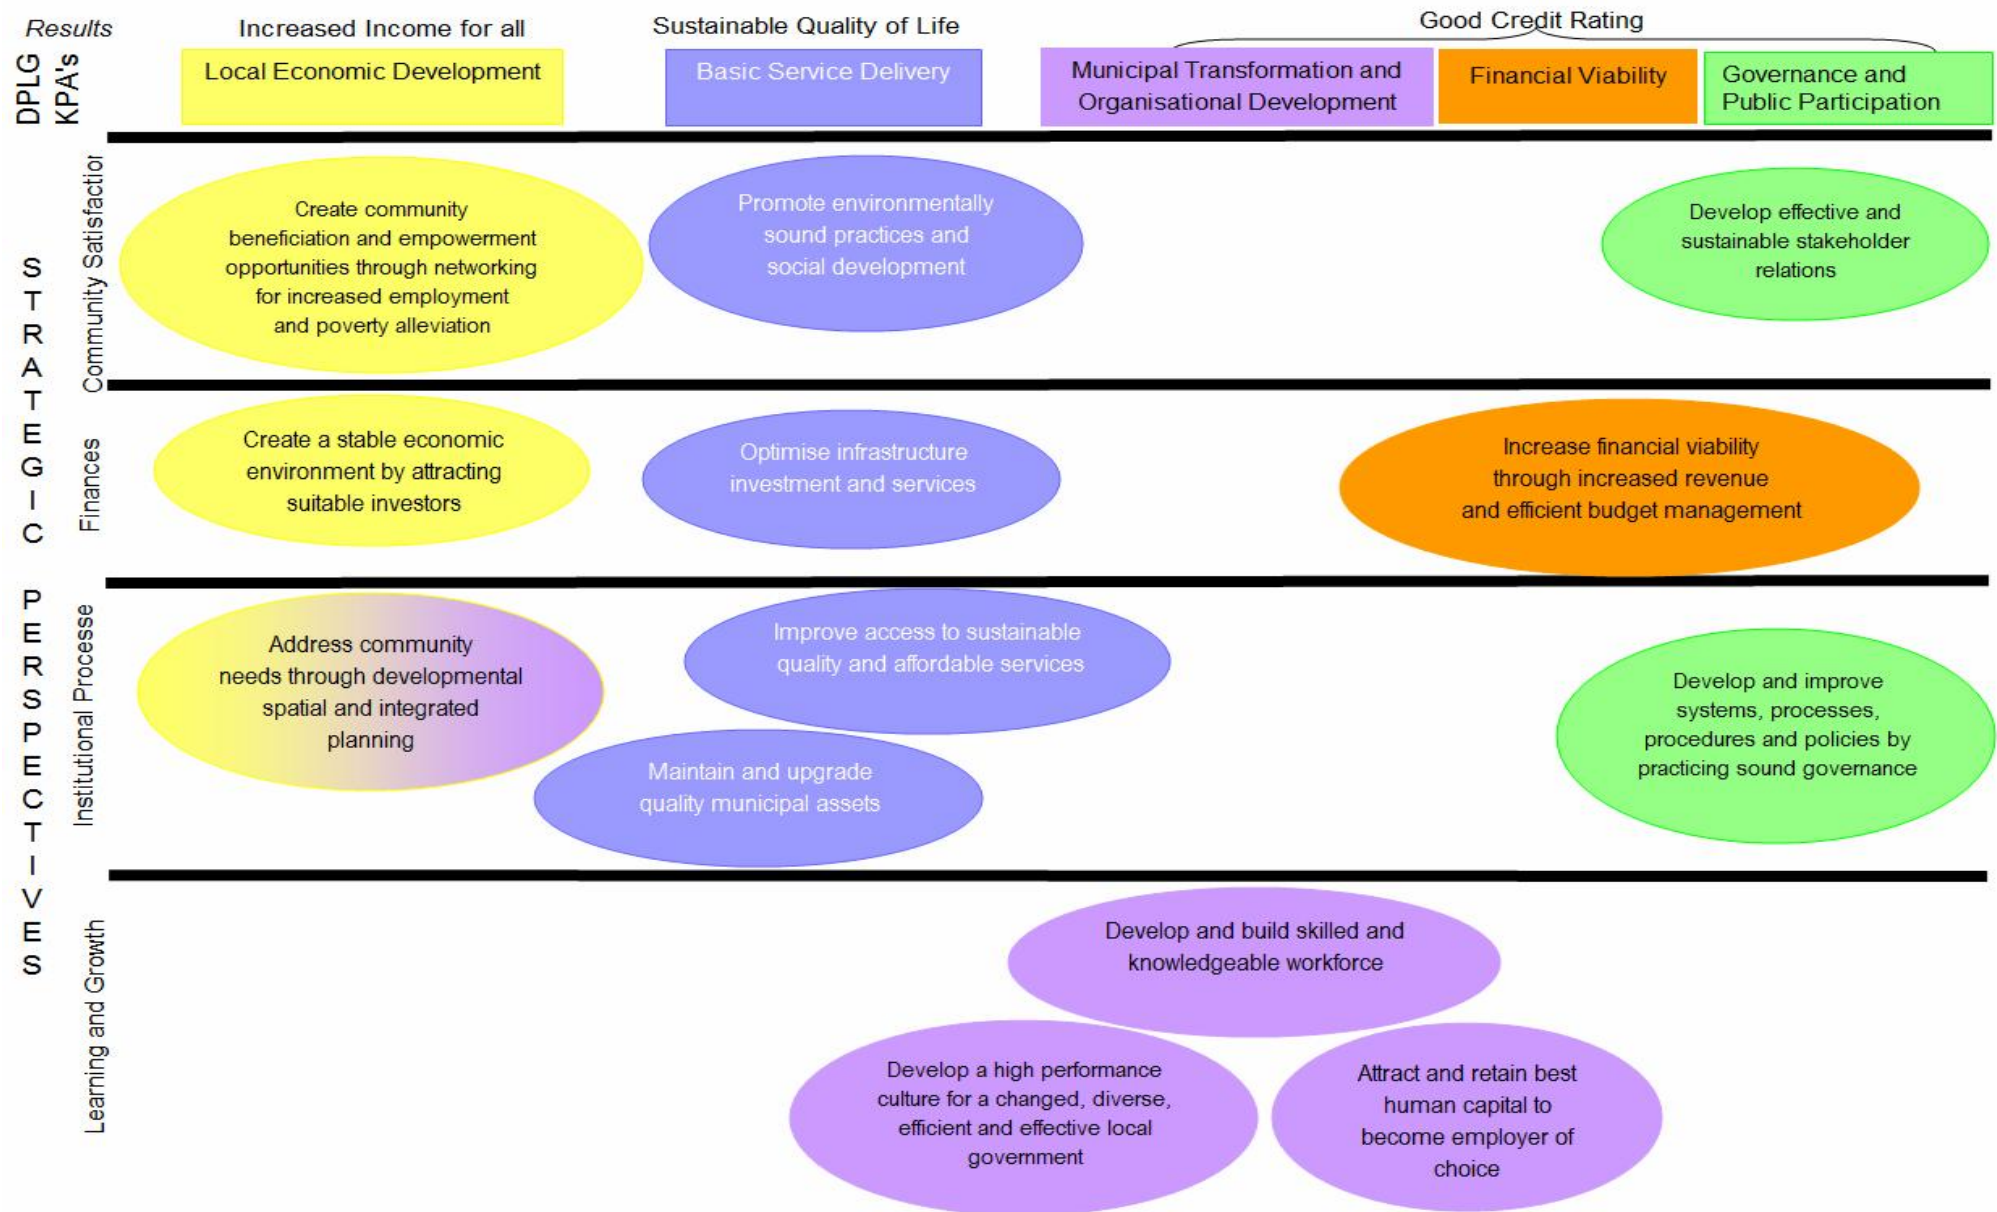 Results
Increased Income for all
Sustainable Quality of Life
Good Credit Rating
DPLG
KPA's
Local Economic Development
Basic Service Delivery
Municipal Transformation and
Organisational Development
Financial Viability
Governance and
Public Participation
STRATEGIC PERSPECTIVES
Community Satisfaction
Create community
beneficiation and empowerment
opportunities through networking
for increased employment
and poverty alleviation
Promote environmentally
sound practices and
social development
Develop effective and
sustainable stakeholder
relations
Finances
Create a stable economic
environment by attracting
suitable investors
Optimise infrastructure
investment and services
Increase financial viability
through increased revenue
and efficient budget management
Institutional Processe
Address community
needs through developmental
spatial and integrated
planning
Improve access to sustainable
quality and affordable services
Maintain and upgrade
quality municipal assets
Develop and improve
systems, processes,
procedures and policies by
practicing sound governance
Learning and Growth
Develop and build skilled and
knowledgeable workforce
Develop a high performance
culture for a changed, diverse,
efficient and effective local
government
Attract and retain best
human capital to
become employer of
choice